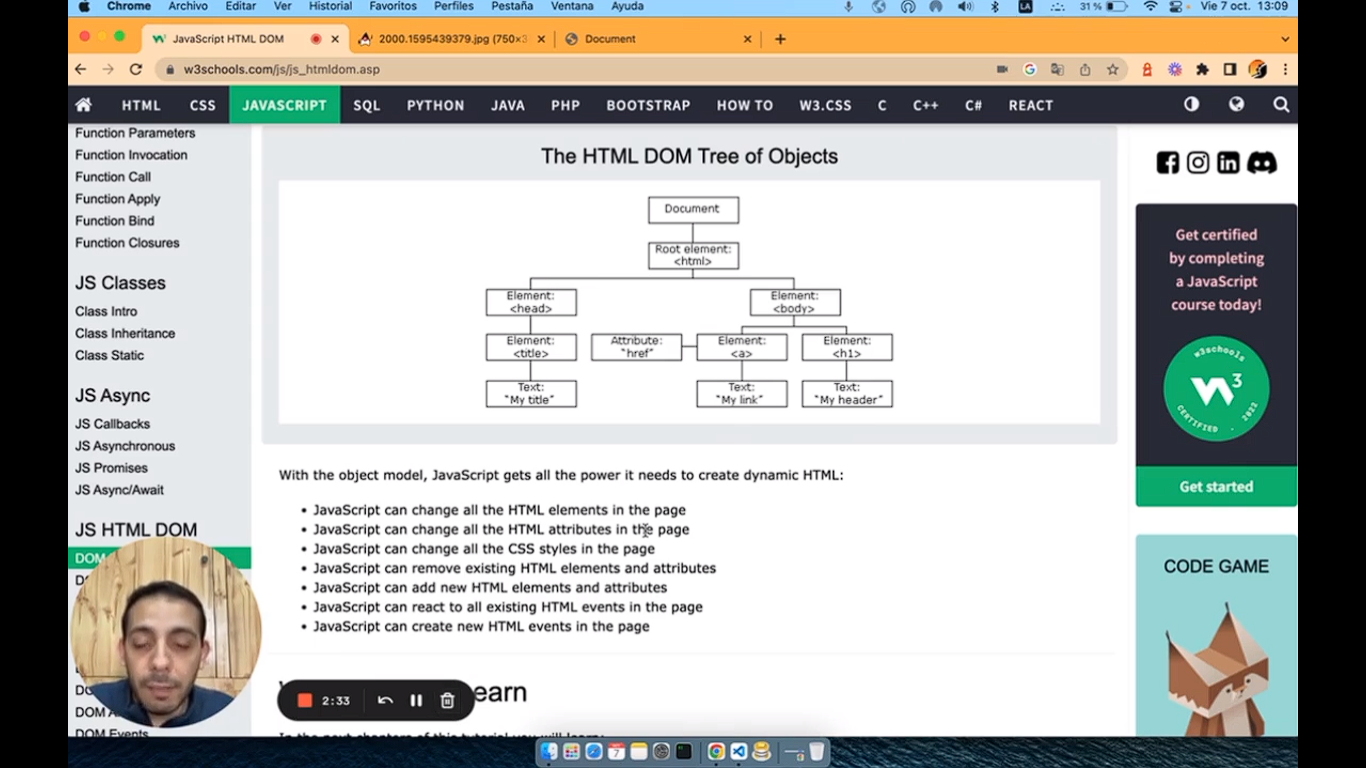 Chrome Archivo Editar Ver Historial Favoritos Perfiles Pestaña Ventana Ayuda LA 31 % Vie 7 oct. 13:09
JavaScript HTML DOM 2000.1595439379.jpg (750×3 Document
w3schools.com/js/js_htmldom.asp
HTML CSS JAVASCRIPT SQL PYTHON JAVA PHP BOOTSTRAP HOW TO W3.CSS C C++ C# REACT
Function Parameters
Function Invocation
Function Call
Function Apply
Function Bind
Function Closures
JS Classes
Class Intro
Class Inheritance
Class Static
JS Async
JS Callbacks
JS Asynchronous
JS Promises
JS Async/Await
JS HTML DOM
DOM
DOM Events
The HTML DOM Tree of Objects
Document
Root element:
<html>
Element:
<head>
Element:
<body>
Element:
<title>
Attribute:
"href"
Element:
<a>
Element:
<h1>
Text:
"My title"
Text:
"My link"
Text:
"My header"
With the object model, JavaScript gets all the power it needs to create dynamic HTML:
• JavaScript can change all the HTML elements in the page
• JavaScript can change all the HTML attributes in the page
• JavaScript can change all the CSS styles in the page
• JavaScript can remove existing HTML elements and attributes
• JavaScript can add new HTML elements and attributes
• JavaScript can react to all existing HTML events in the page
• JavaScript can create new HTML events in the page
earn
2:33
Get certified
by completing
a JavaScript
course today!
w3schools
CERTIFIED . 2022
Get started
CODE GAME